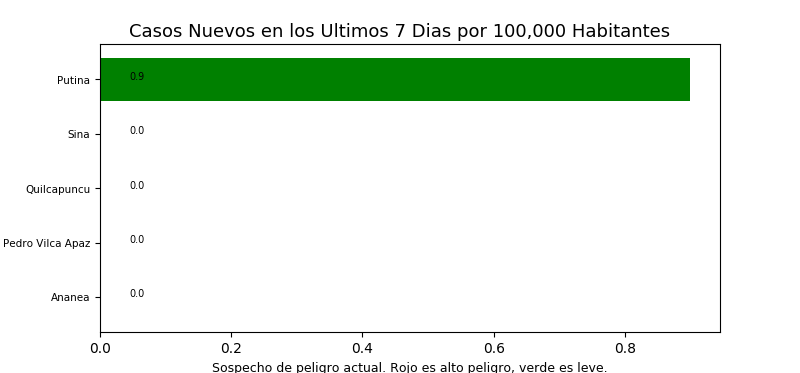 Casos Nuevos en los Ultimos 7 Dias por 100,000 Habitantes
Putina 0.9
Sina 0.0
Quilcapuncu 0.0
Pedro Vilca Apaz 0.0
Ananea 0.0
0.0 0.2 0.4 0.6 0.8
Sospecho de peligro actual. Rojo es alto peligro, verde es leve.